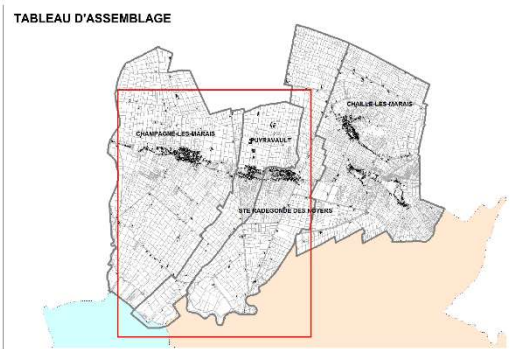 TABLEAU D'ASSEMBLAGE
CHAILLE-LES-MARAIS
CHAMPAGNE-LES-MARAIS
PUYRAVAULT
STE RADEGONDE DES NOYERS